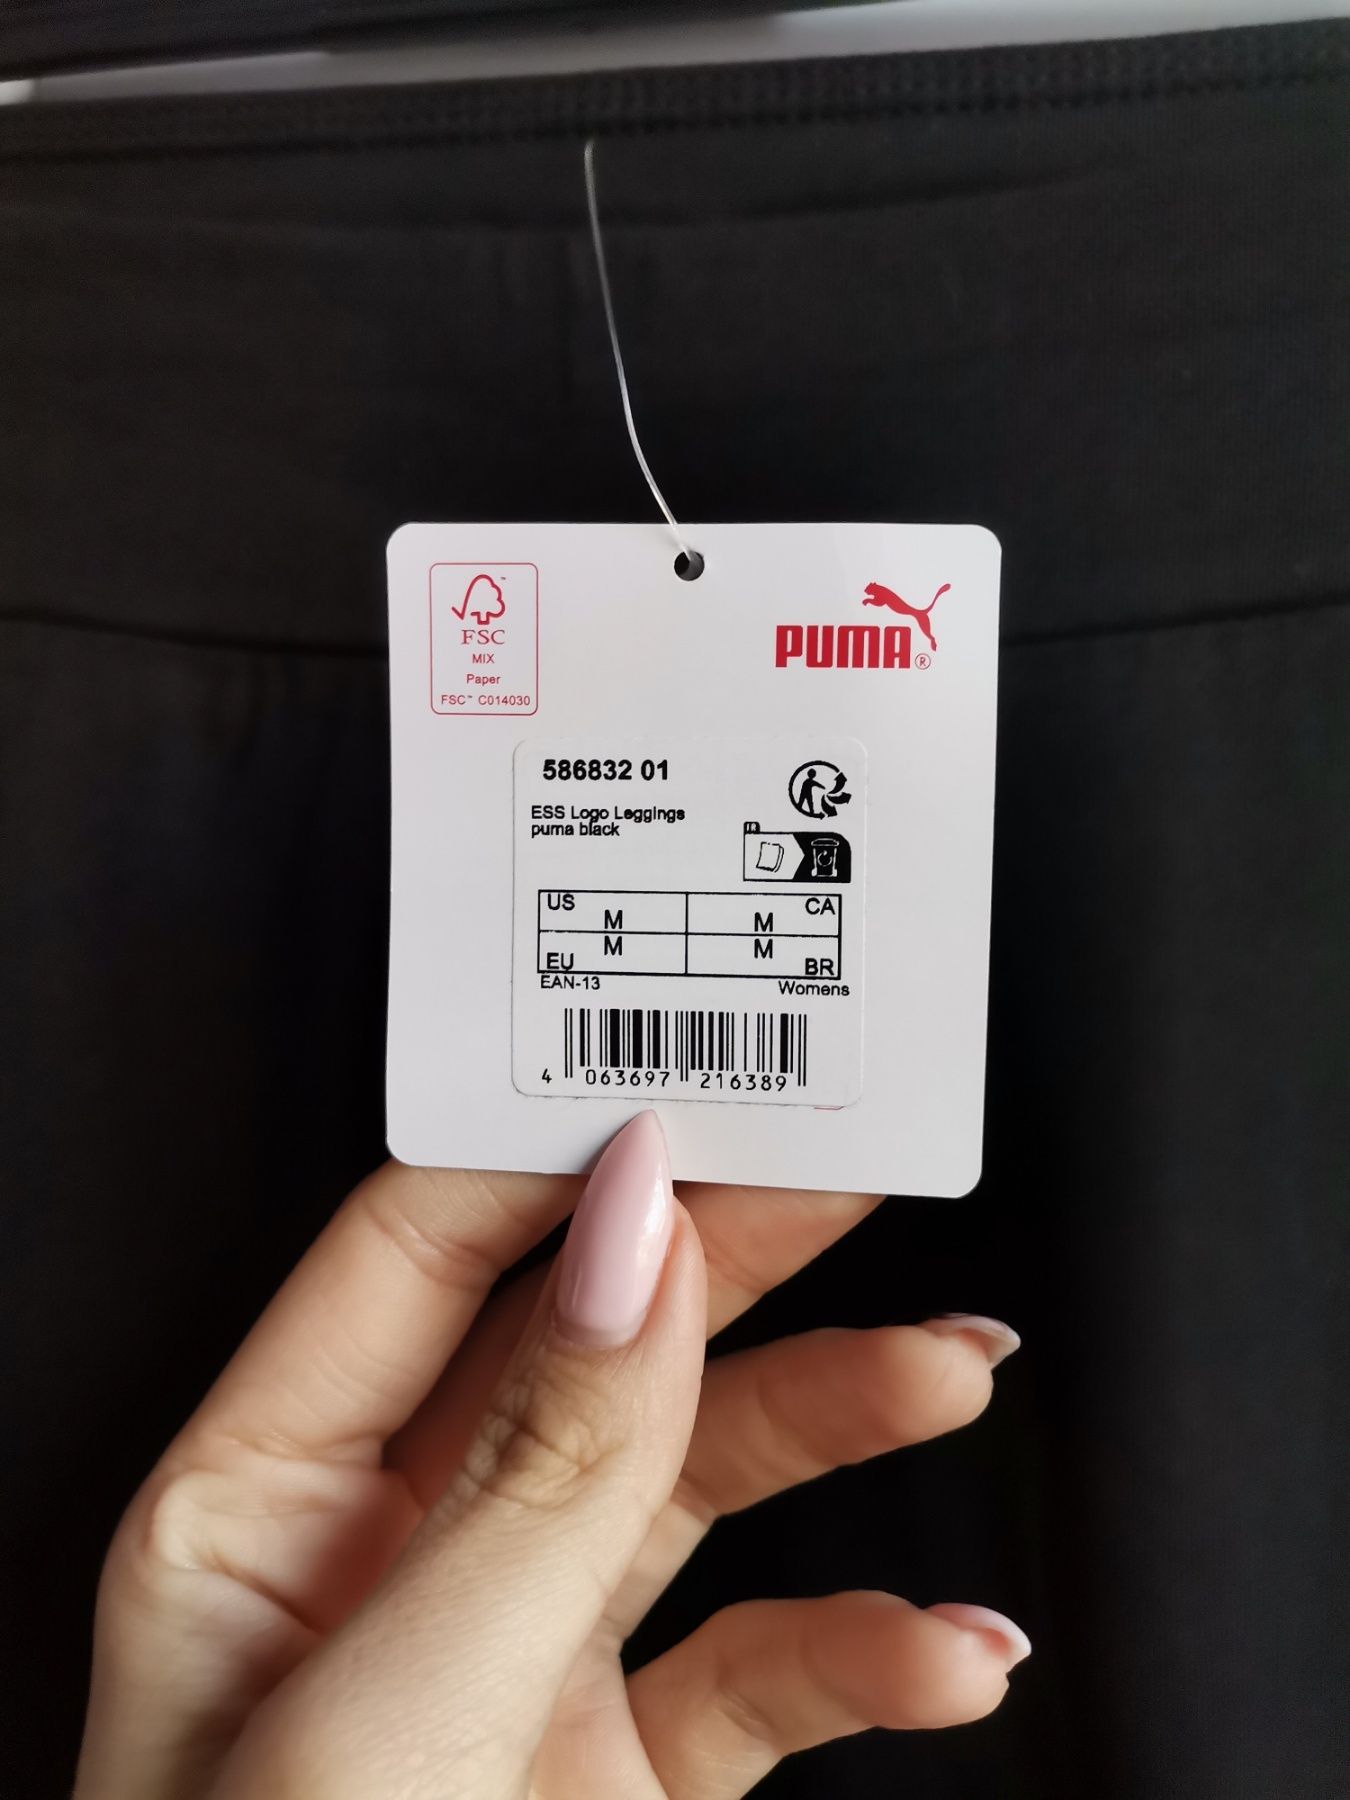 FSC
MIX
Paper
FSC™ C014030
PUMA®
586832 01
ESS Logo Leggings
puma black
US M M CA
EU M M BR
EAN-13 Womens
4 063697 216389